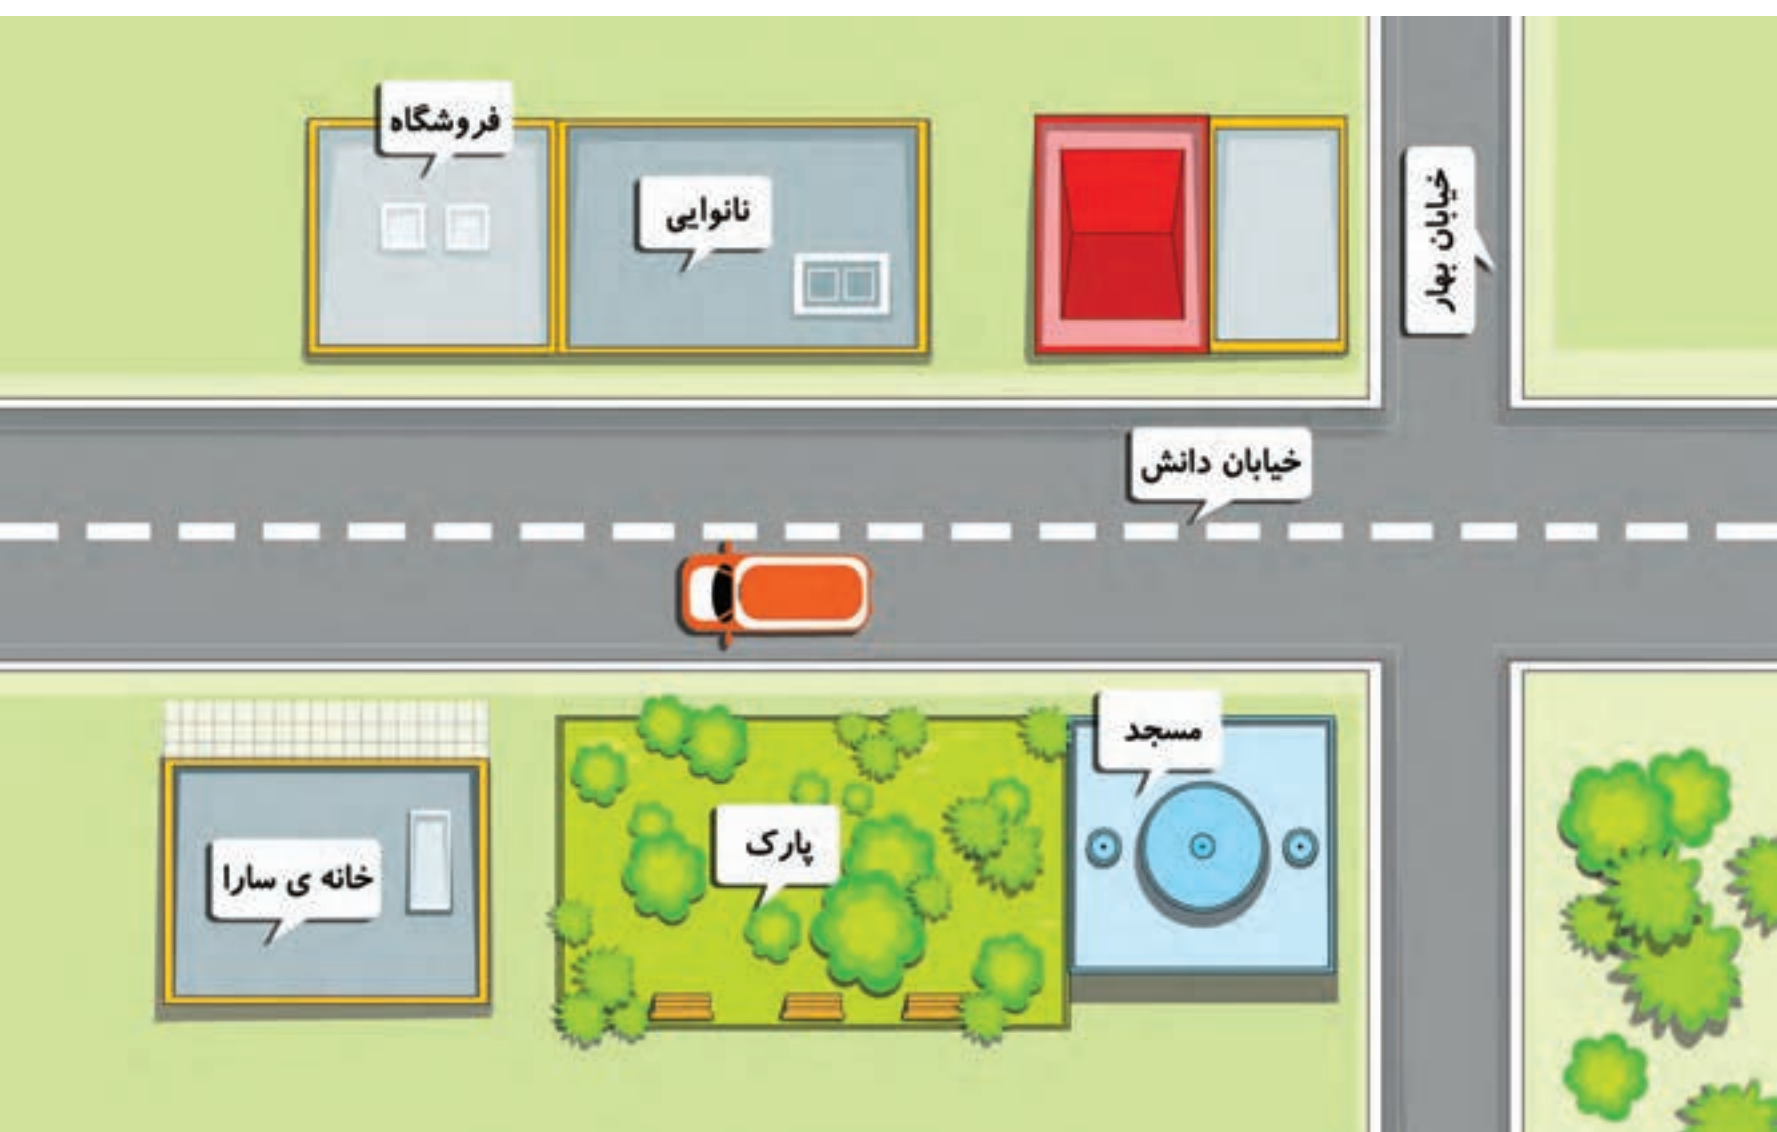 فروشگاه
نانوایی
خیابان بهار
خیابان دانش
مسجد
پارک
خانه ی سارا